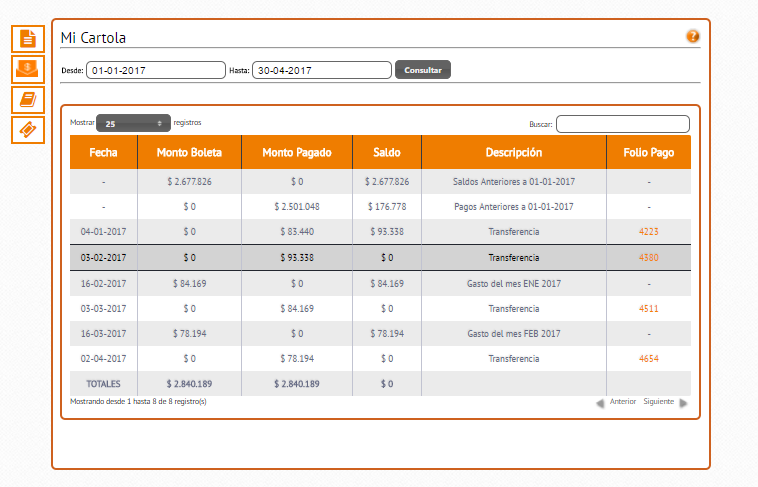 Mi Cartola
?
Desde: 01-01-2017 Hasta: 30-04-2017 Consultar
Mostrar 25 registros Buscar:
Fecha Monto Boleta Monto Pagado Saldo Descripción Folio Pago
- $ 2.677.826 $ 0 $ 2.677.826 Saldos Anteriores a 01-01-2017 -
- $ 0 $ 2.501.048 $ 176.778 Pagos Anteriores a 01-01-2017 -
04-01-2017 $ 0 $ 83.440 $ 93.338 Transferencia 4223
03-02-2017 $ 0 $ 93.338 $ 0 Transferencia 4380
16-02-2017 $ 84.169 $ 0 $ 84.169 Gasto del mes ENE 2017 -
03-03-2017 $ 0 $ 84.169 $ 0 Transferencia 4511
16-03-2017 $ 78.194 $ 0 $ 78.194 Gasto del mes FEB 2017 -
02-04-2017 $ 0 $ 78.194 $ 0 Transferencia 4654
TOTALES $ 2.840.189 $ 2.840.189 $ 0
Mostrando desde 1 hasta 8 de 8 registro(s) Anterior Siguiente